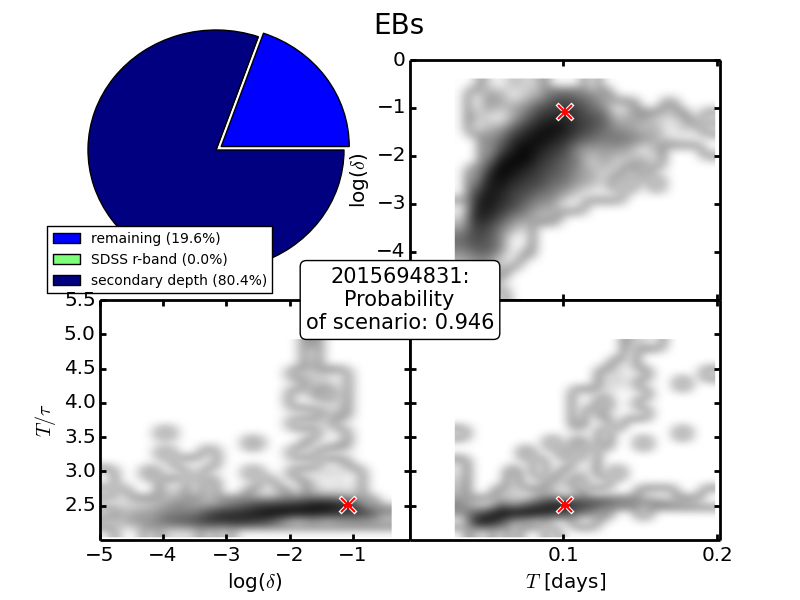 EBs
remaining (19.6%)
SDSS r-band (0.0%)
secondary depth (80.4%)
0
−1
−2
−3
−4
log(δ)
2015694831:
Probability
of scenario: 0.946
5.5
5.0
4.5
4.0
3.5
3.0
2.5
T/τ
−5 −4 −3 −2 −1
log(δ)
0.1 0.2
T [days]